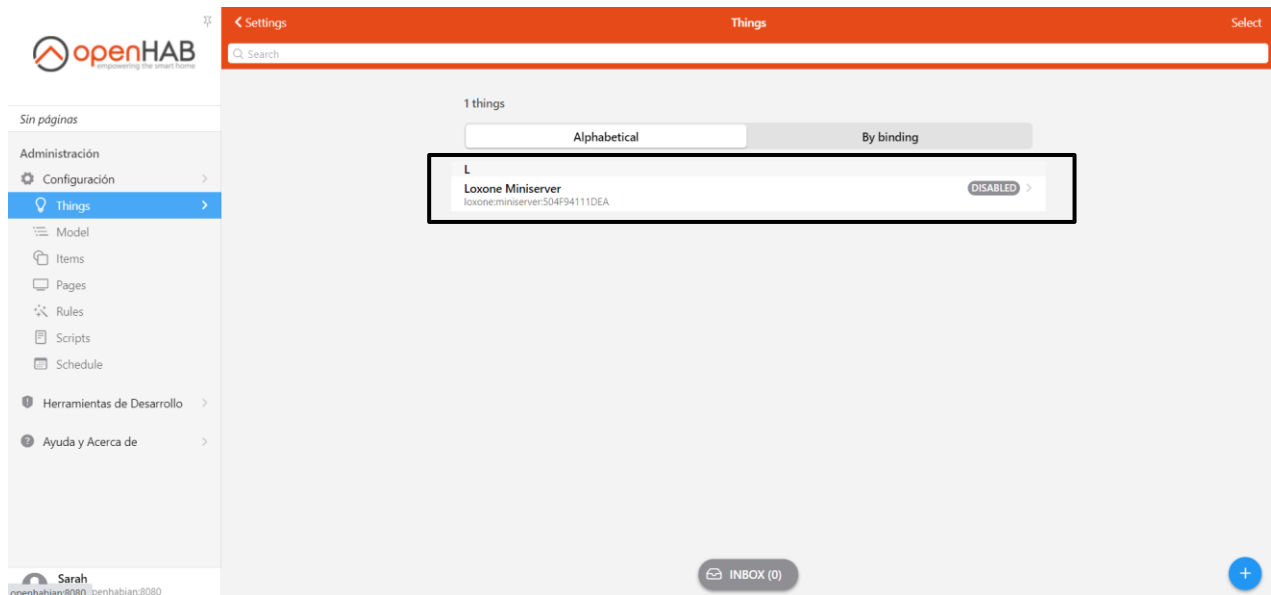 openHAB
empowering the smart home
Sin páginas
Administración
Configuración
Things
Model
Items
Pages
Rules
Scripts
Schedule
Herramientas de Desarrollo
Ayuda y Acerca de
Sarah
openhabian:8080 penhabian:8080
Settings
Things
Select
Search
1 things
Alphabetical
By binding
L
Loxone Miniserver
DISABLED
loxone:miniserver:504F94111DEA
INBOX (0)